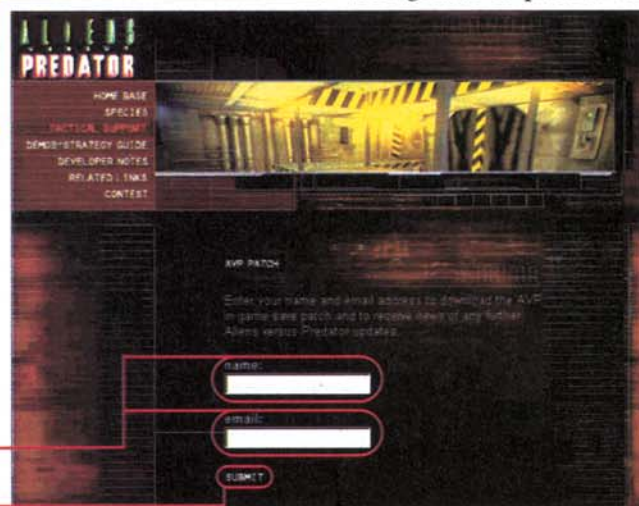 ALIENS
VERSUS
PREDATOR
HOME BASE
SPECIES
TACTICAL SUPPORT
DEMOS+STRATEGY GUIDE
DEVELOPER NOTES
RELATED LINKS
CONTEST
AVP PATCH
Enter your name and email address to download the AVP
in-game save patch and to receive news of any further
Aliens versus Predator updates.
name:
email:
SUBMIT